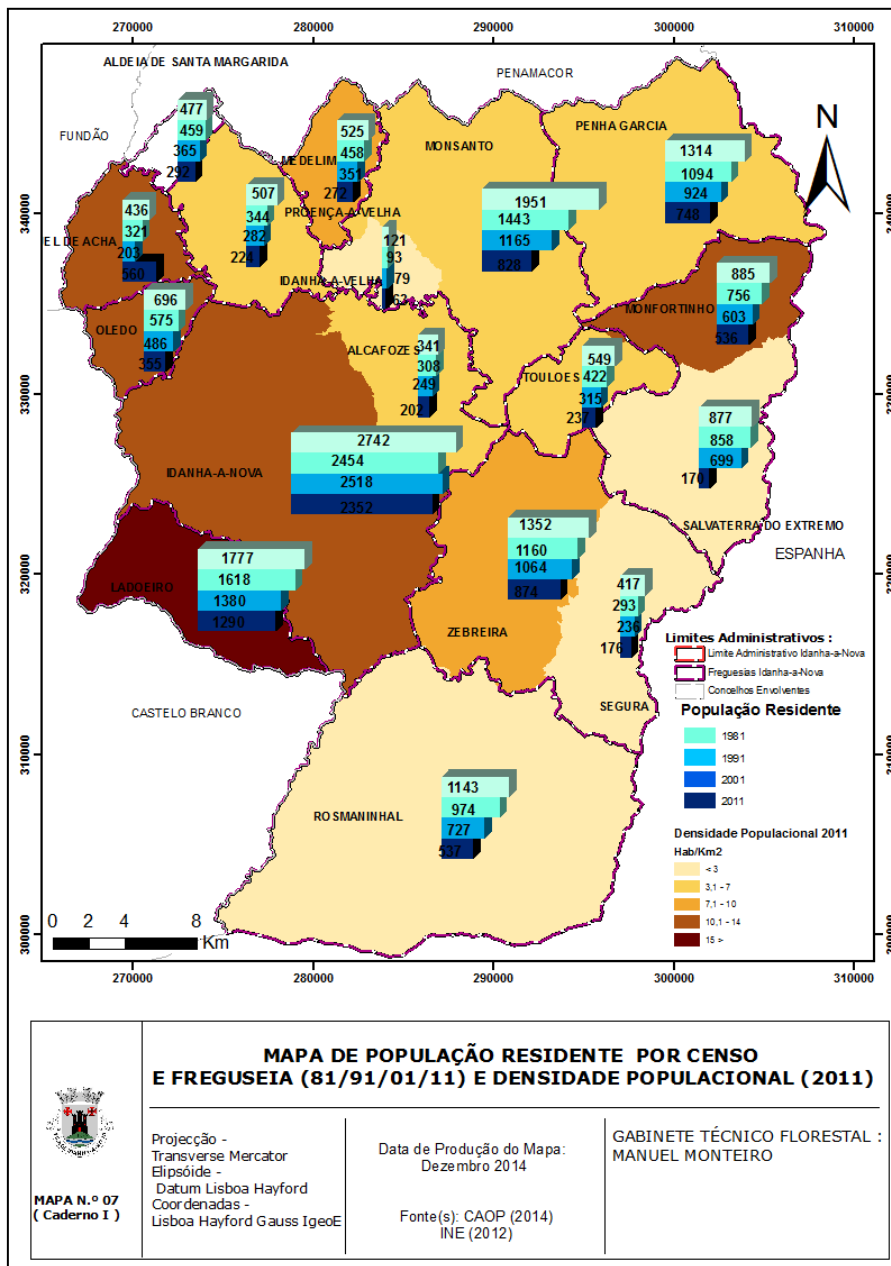 270000 280000 290000 300000 310000
ALDEIA DE SANTA MARGARIDA
PENAMACOR
FUNDÃO
N
340000
330000
320000
310000
300000
477
459
365
292
525
458
351
272
MEDELIM
MONSANTO
PENHA GARCIA
1314
1094
924
748
507
344
282
224
PROENÇA-A-VELHA
1951
1443
1165
828
436
321
203
560
EL DE ACHA
121
93
79
IDANHA-A-VELHA
885
756
603
536
MONFORTINHO
696
575
486
355
OLEDO
ALCAFOZES
341
308
249
202
TOULOES
549
422
315
237
877
858
699
170
SALVATERRA DO EXTREMO
ESPANHA
IDANHA-A-NOVA
2742
2454
2518
2352
LADOEIRO
1777
1618
1380
1290
1352
1160
1064
874
ZEBREIRA
417
293
236
176
SEGURA
CASTELO BRANCO
ROSMANINHAL
1143
974
727
537
Limites Administrativos :
Limite Administrativo Idanha-a-Nova
Freguesias Idanha-a-Nova
Concelhos Envolventes
População Residente
1981
1991
2001
2011
Densidade Populacional 2011
Hab/Km2
< 3
3,1 - 7
7,1 - 10
10,1 - 14
15 >
0 2 4 8
Km
270000 280000 290000 300000 310000
MAPA DE POPULAÇÃO RESIDENTE POR CENSO
E FREGUSEIA (81/91/01/11) E DENSIDADE POPULACIONAL (2011)
MAPA N.º 07
( Caderno I )
Projecção -
Transverse Mercator
Elipsóide -
Datum Lisboa Hayford
Coordenadas -
Lisboa Hayford Gauss IgeoE
Data de Produção do Mapa:
Dezembro 2014
Fonte(s): CAOP (2014)
INE (2012)
GABINETE TÉCNICO FLORESTAL :
MANUEL MONTEIRO